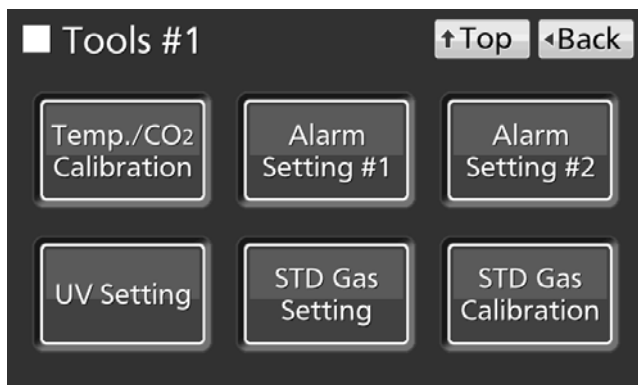 Tools #1
Top
Back
Temp./CO2
Calibration
Alarm
Setting #1
Alarm
Setting #2
UV Setting
STD Gas
Setting
STD Gas
Calibration